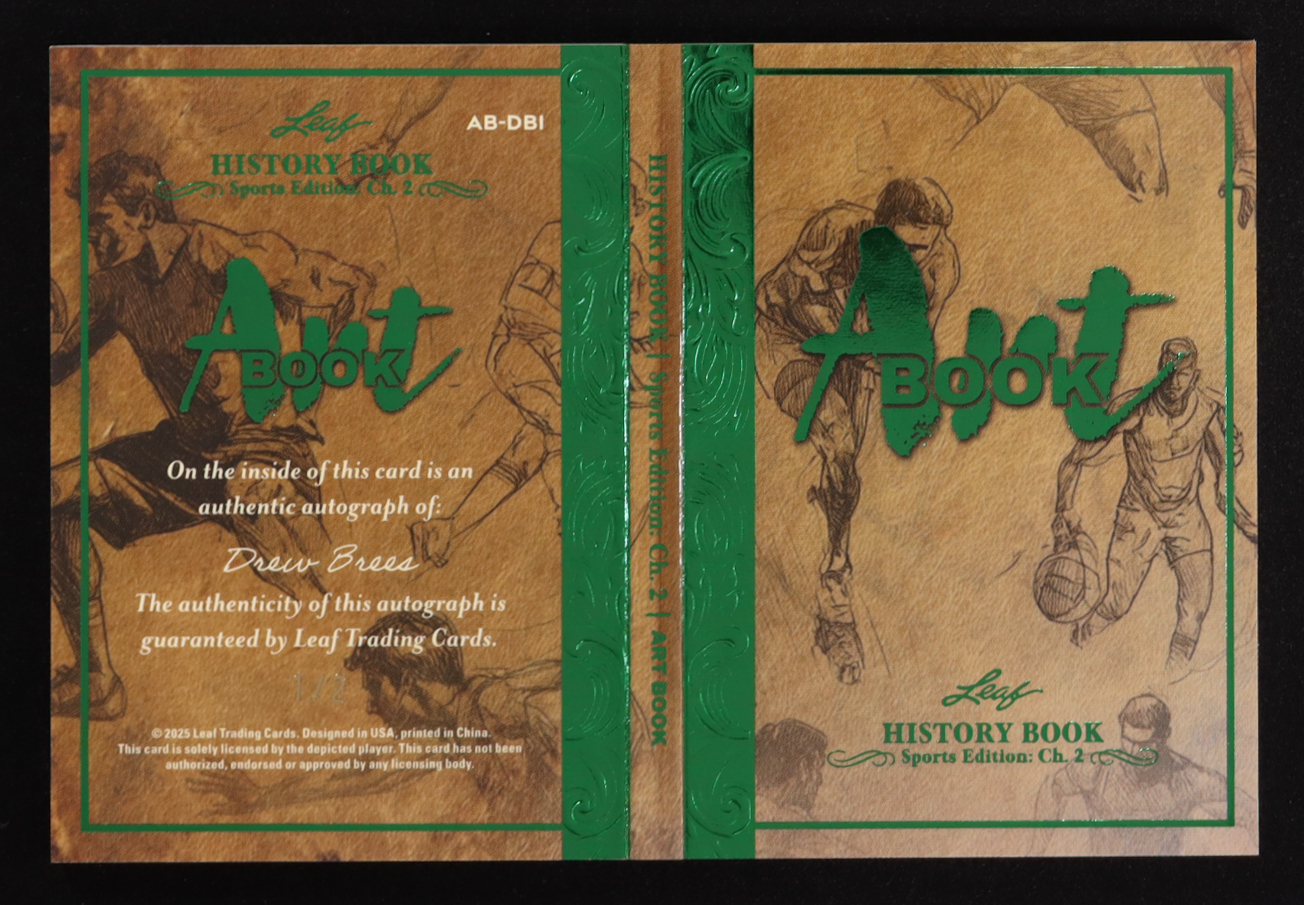 Leaf
AB-DB1
HISTORY BOOK
Sports Edition: Ch. 2
Art
BOOK
On the inside of this card is an
authentic autograph of:
Drew Brees
The authenticity of this autograph is
guaranteed by Leaf Trading Cards.
1/2
©2025 Leaf Trading Cards. Designed in USA, printed in China.
This card is solely licensed by the depicted player. This card has not been
authorized, endorsed or approved by any licensing body.
HISTORY BOOK | Sports Edition: Ch. 2 | ART BOOK
Art
BOOK
Leaf
HISTORY BOOK
Sports Edition: Ch. 2